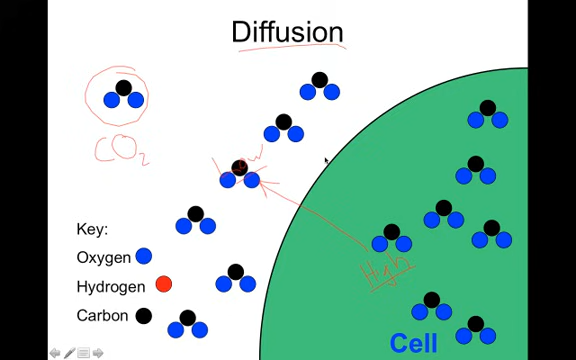 Diffusion
CO2
Low
High
Key:
Oxygen
Hydrogen
Carbon
Cell